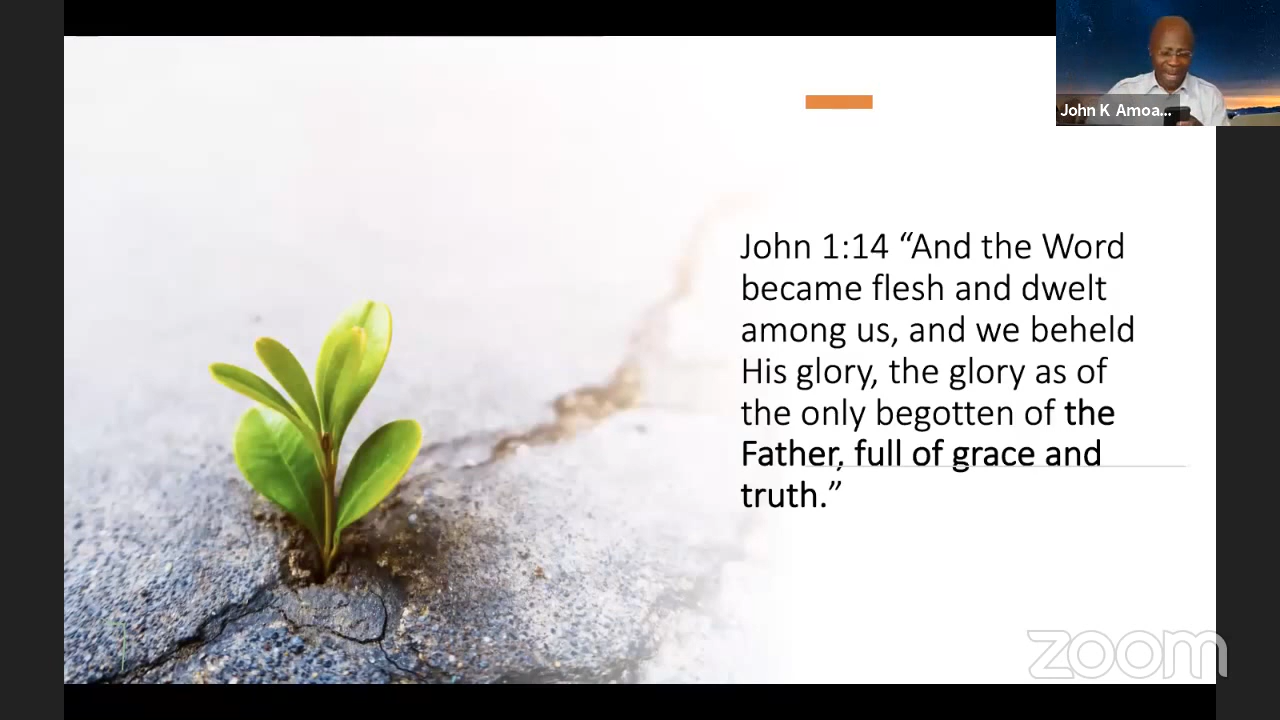 John K Amoa...
John 1:14 “And the Word
became flesh and dwelt
among us, and we beheld
His glory, the glory as of
the only begotten of the
Father, full of grace and
truth.”
zoom